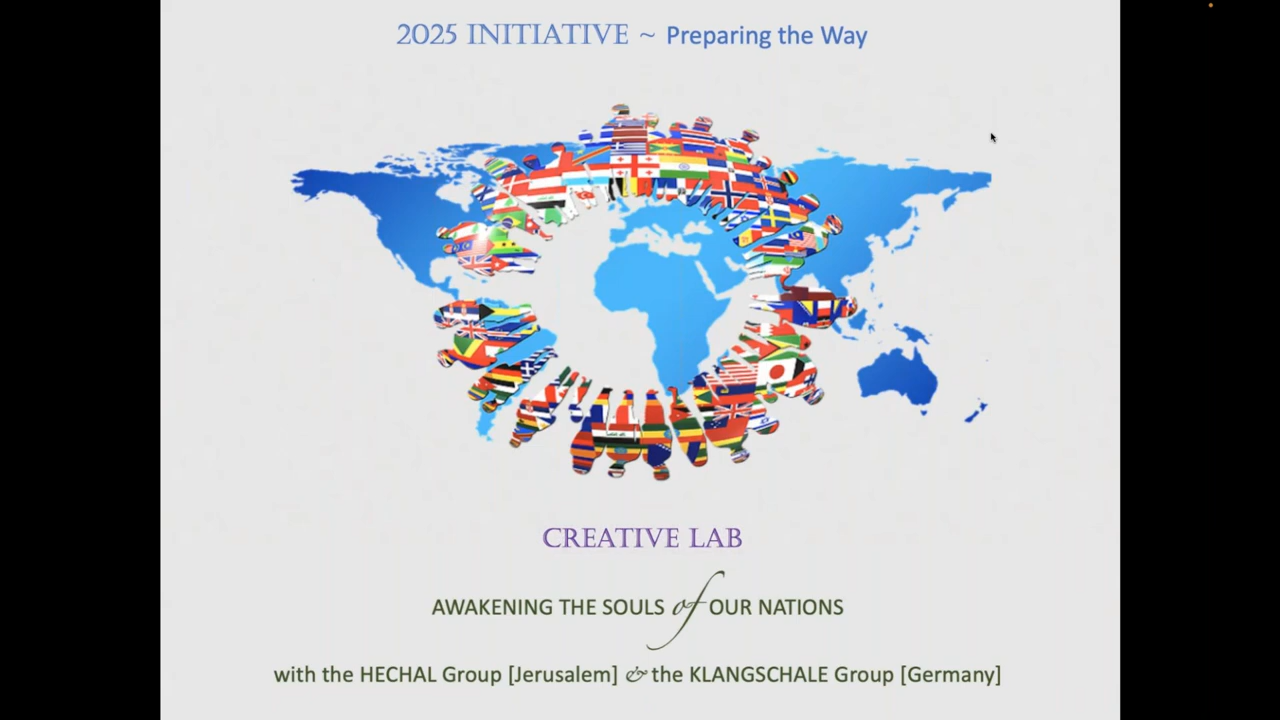 2025 INITIATIVE ~ Preparing the Way
CREATIVE LAB
AWAKENING THE SOULS of OUR NATIONS
with the HECHAL Group [Jerusalem] & the KLANGSCHALE Group [Germany]